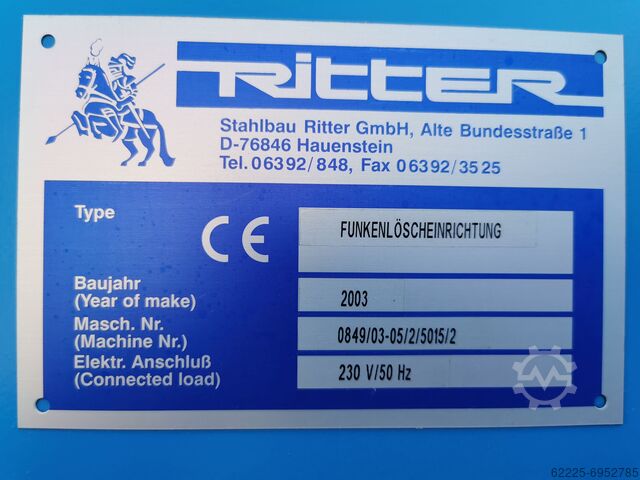 RITTER
Stahlbau Ritter GmbH, Alte Bundesstraße 1
D-76846 Hauenstein
Tel. 06392/848, Fax 06392/3525
Type
CE
FUNKENLÖSCHEINRICHTUNG
Baujahr
(Year of make)
2003
Masch. Nr.
(Machine Nr.)
0849/03-05/2/5015/2
Elektr. Anschluß
(Connected load)
230 V/50 Hz
62225-6952785